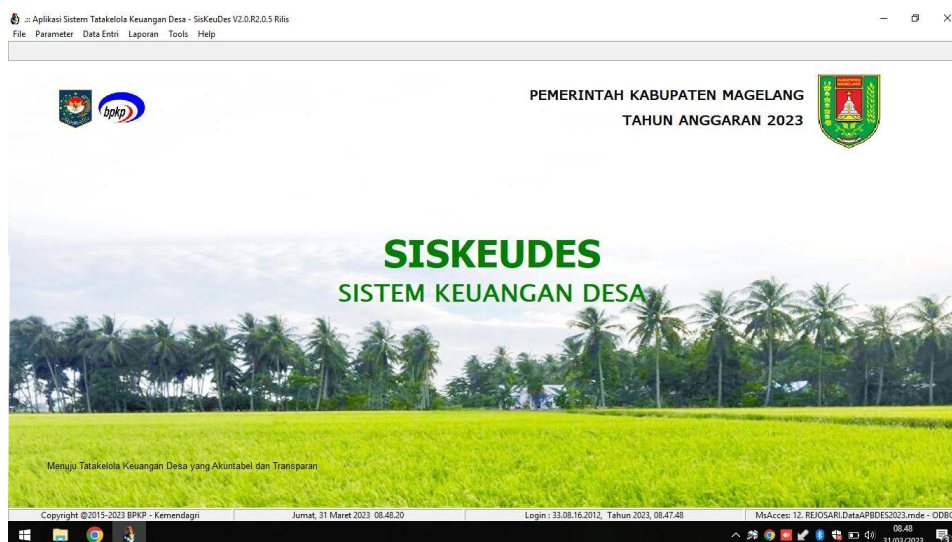 .:: Aplikasi Sistem Tatakelola Keuangan Desa - SisKeuDes V2.0.R2.0.5 Rilis
File Parameter Data Entri Laporan Tools Help
bpkp
PEMERINTAH KABUPATEN MAGELANG
TAHUN ANGGARAN 2023
SISKEUDES
SISTEM KEUANGAN DESA
Menuju Tatakelola Keuangan Desa yang Akuntabel dan Transparan
Copyright @2015-2023 BPKP - Kemendagri Jumat, 31 Maret 2023 08.48.20 Login : 33.08.16.2012, Tahun 2023, 08.47.48 MsAcces: 12. REJOSARI.DataAPBDES2023.mde - ODBC
08.48
31/03/2023